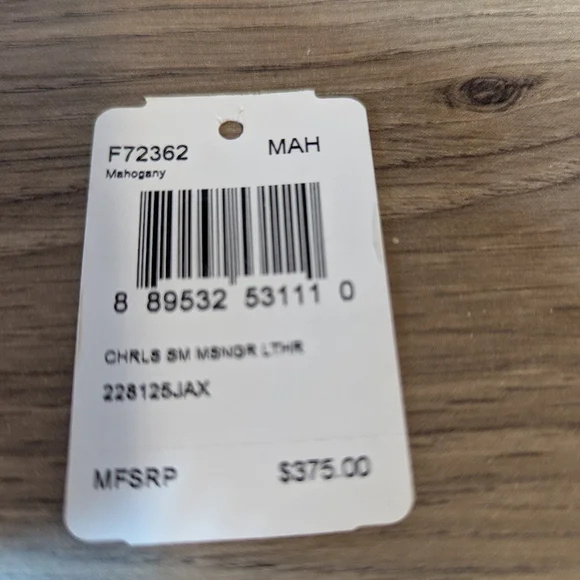 F72362 MAH
Mahogany
8 89532 53111 0
CHRLS SM MSNGR LTHR
228125JAX
MFSRP $375.00